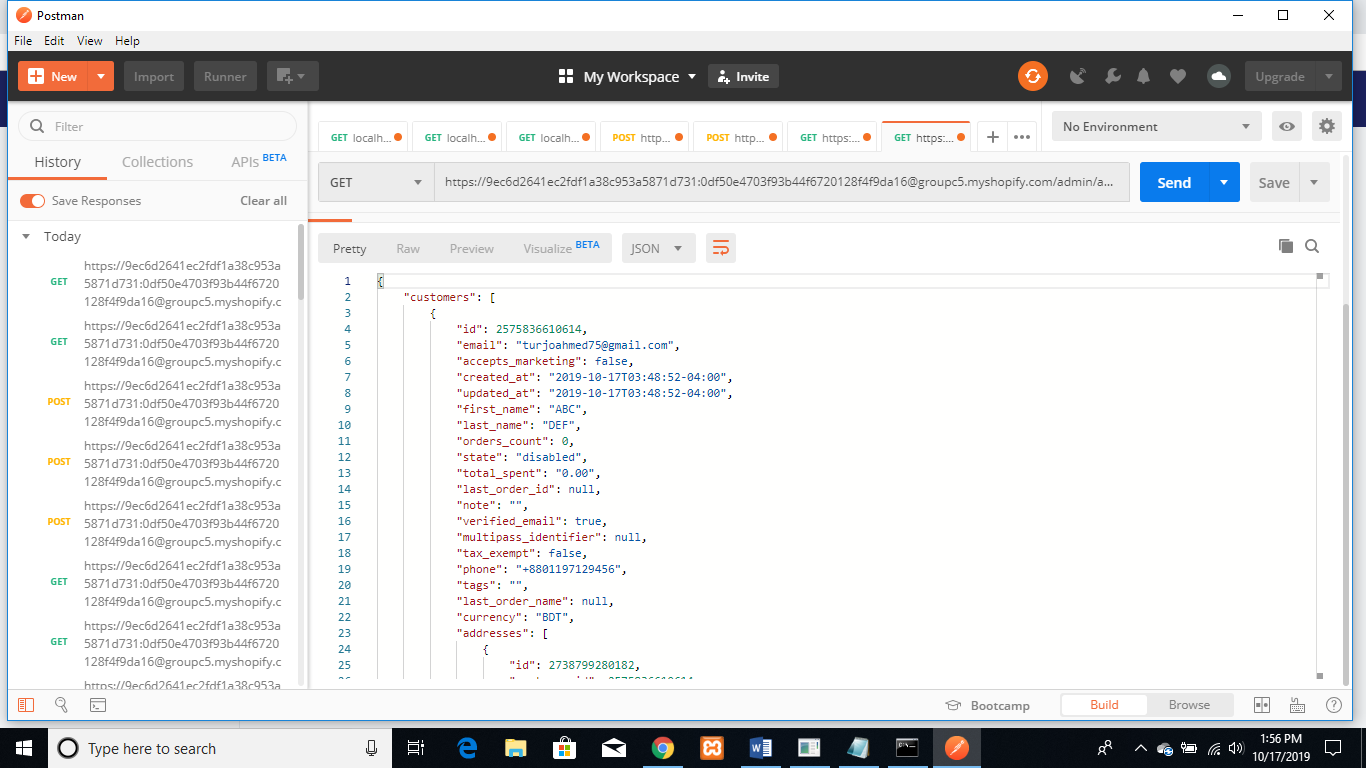 Postman
File Edit View Help
New Import Runner My Workspace Invite Upgrade
Filter
History Collections APIs BETA
Save Responses Clear all
Today
GET https://9ec6d2641ec2fdf1a38c953a
5871d731:0df50e4703f93b44f6720
128f4f9da16@groupc5.myshopify.c
GET https://9ec6d2641ec2fdf1a38c953a
5871d731:0df50e4703f93b44f6720
128f4f9da16@groupc5.myshopify.c
POST https://9ec6d2641ec2fdf1a38c953a
5871d731:0df50e4703f93b44f6720
128f4f9da16@groupc5.myshopify.c
POST https://9ec6d2641ec2fdf1a38c953a
5871d731:0df50e4703f93b44f6720
128f4f9da16@groupc5.myshopify.c
POST https://9ec6d2641ec2fdf1a38c953a
5871d731:0df50e4703f93b44f6720
128f4f9da16@groupc5.myshopify.c
GET https://9ec6d2641ec2fdf1a38c953a
5871d731:0df50e4703f93b44f6720
128f4f9da16@groupc5.myshopify.c
GET https://9ec6d2641ec2fdf1a38c953a
5871d731:0df50e4703f93b44f6720
128f4f9da16@groupc5.myshopify.c
https://9ec6d2641ec2fdf1a38c953a
GET localh... GET localh... GET localh... POST http... POST http... GET https:... GET https:... No Environment
GET https://9ec6d2641ec2fdf1a38c953a5871d731:0df50e4703f93b44f6720128f4f9da16@groupc5.myshopify.com/admin/a... Send Save
Pretty Raw Preview Visualize BETA JSON
1 {
2 "customers": [
3 {
4 "id": 2575836610614,
5 "email": "turjoahmed75@gmail.com",
6 "accepts_marketing": false,
7 "created_at": "2019-10-17T03:48:52-04:00",
8 "updated_at": "2019-10-17T03:48:52-04:00",
9 "first_name": "ABC",
10 "last_name": "DEF",
11 "orders_count": 0,
12 "state": "disabled",
13 "total_spent": "0.00",
14 "last_order_id": null,
15 "note": "",
16 "verified_email": true,
17 "multipass_identifier": null,
18 "tax_exempt": false,
19 "phone": "+8801197129456",
20 "tags": "",
21 "last_order_name": null,
22 "currency": "BDT",
23 "addresses": [
24 {
25 "id": 2738799280182,
Bootcamp Build Browse
Type here to search
1:56 PM
10/17/2019